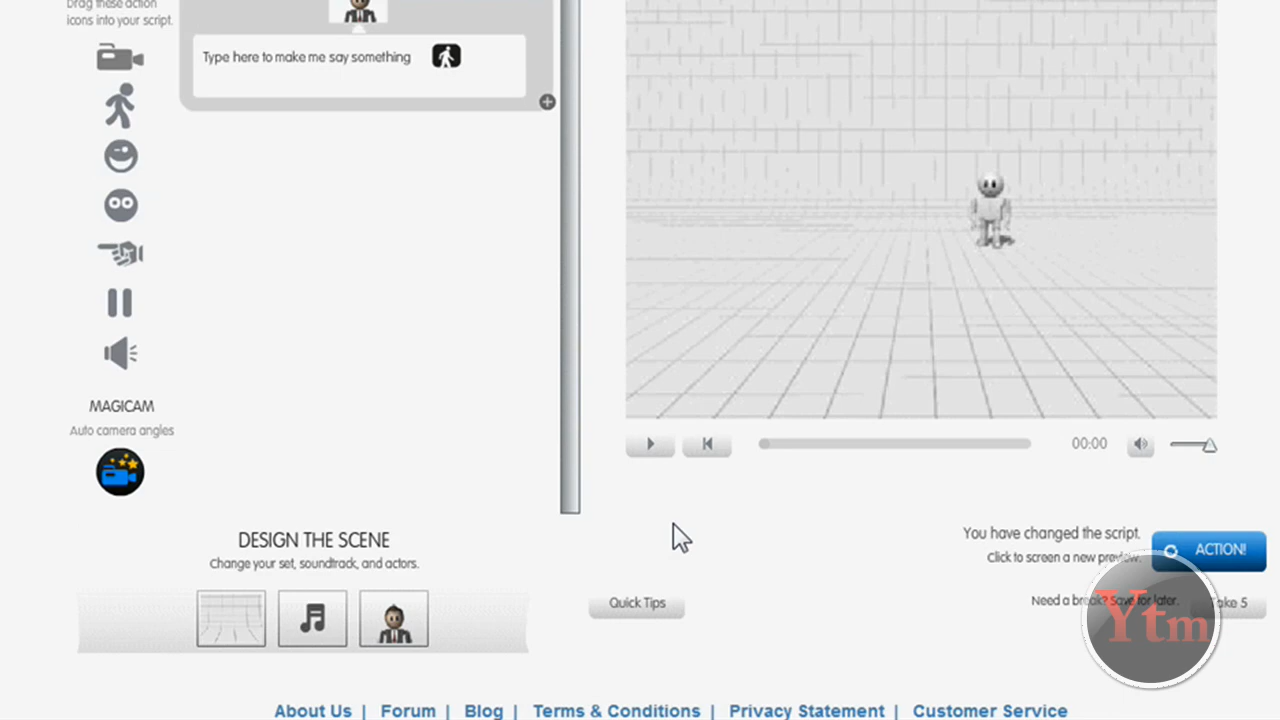 Drag these action
icons into your script.
Type here to make me say something
MAGICAM
Auto camera angles
00:00
DESIGN THE SCENE
Change your set, soundtrack, and actors.
You have changed the script.
Click to screen a new preview.
ACTION!
Quick Tips
Need a break? Save for later.
Take 5
Ytm
About Us | Forum | Blog | Terms & Conditions | Privacy Statement | Customer Service